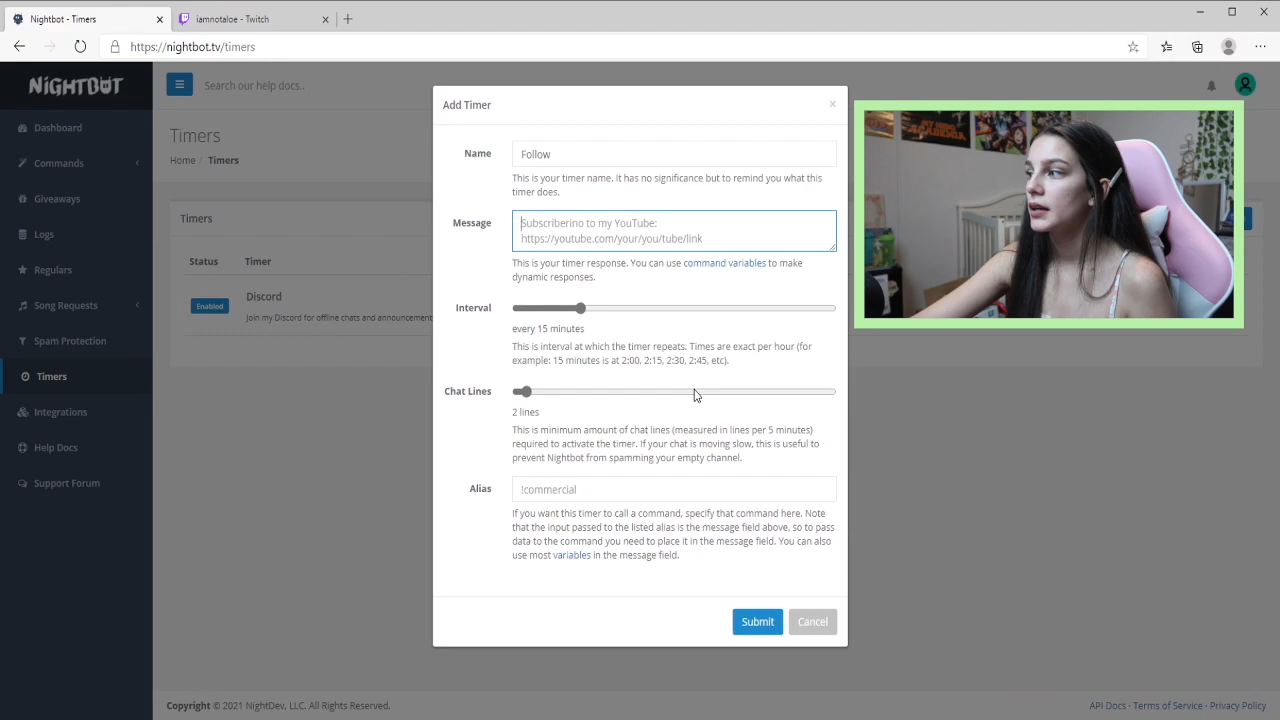 Nightbot - Timers
iamnotaloe - Twitch
https://nightbot.tv/timers
NiGHTBOT
Search our help docs..
Dashboard
Commands
Giveaways
Logs
Regulars
Song Requests
Spam Protection
Timers
Integrations
Help Docs
Support Forum
Timers
Home / Timers
Timers
Status Timer
Enabled
Discord
Join my Discord for offline chats and announcement
Add Timer
Name
Follow
This is your timer name. It has no significance but to remind you what this
timer does.
Message
Subscriberino to my YouTube:
https://youtube.com/your/you/tube/link
This is your timer response. You can use command variables to make
dynamic responses.
Interval
every 15 minutes
This is interval at which the timer repeats. Times are exact per hour (for
example: 15 minutes is at 2:00, 2:15, 2:30, 2:45, etc).
Chat Lines
2 lines
This is minimum amount of chat lines (measured in lines per 5 minutes)
required to activate the timer. If your chat is moving slow, this is useful to
prevent Nightbot from spamming your empty channel.
Alias
!commercial
If you want this timer to call a command, specify that command here. Note
that the input passed to the listed alias is the message field above, so to pass
data to the command you need to place it in the message field. You can also
use most variables in the message field.
Submit
Cancel
MY HERO
ACADEMIA
Copyright © 2021 NightDev, LLC. All Rights Reserved.
API Docs · Terms of Service · Privacy Policy